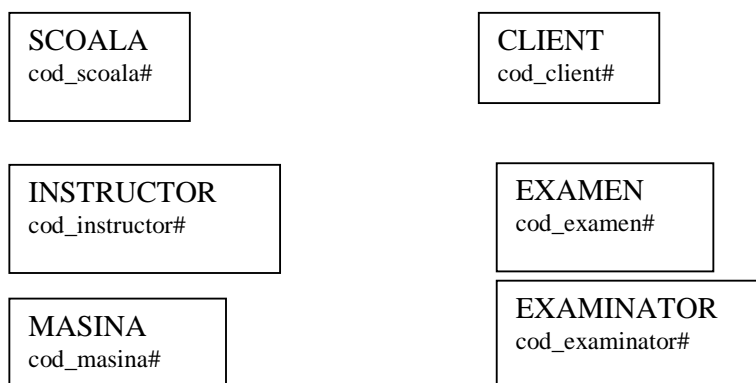 SCOALA
cod_scoala#
CLIENT
cod_client#
INSTRUCTOR
cod_instructor#
EXAMEN
cod_examen#
MASINA
cod_masina#
EXAMINATOR
cod_examinator#